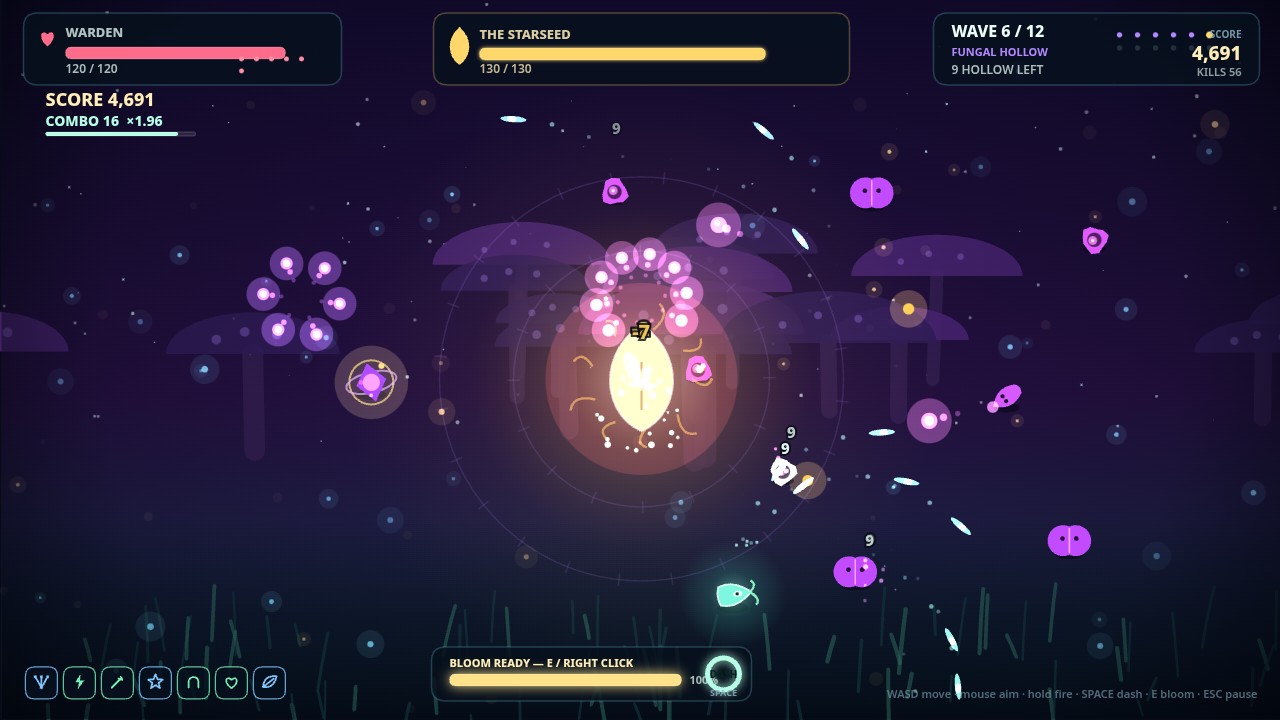 WARDEN
120 / 120
THE STARSEED
130 / 130
WAVE 6 / 12
FUNGAL HOLLOW
9 HOLLOW LEFT
SCORE
4,691
KILLS 56
SCORE 4,691
COMBO 16 ×1.96
9
9
9
9
BLOOM READY — E / RIGHT CLICK
SPACE
WASD move · mouse aim · hold fire · SPACE dash · E bloom · ESC pause